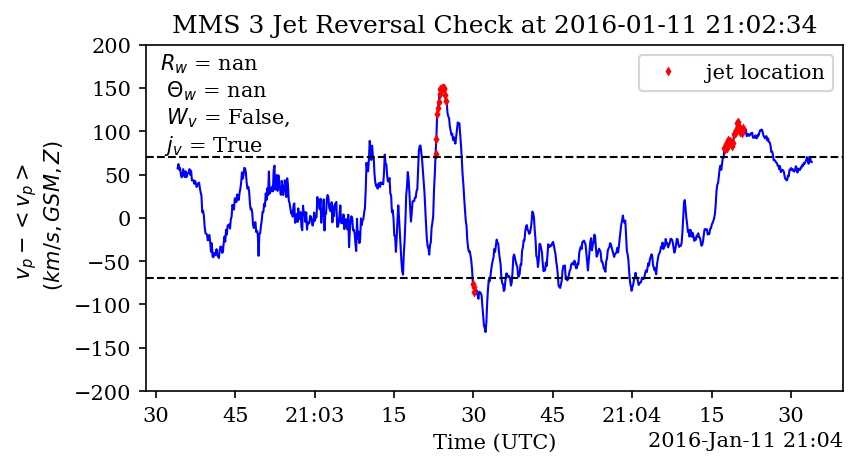 MMS 3 Jet Reversal Check at 2016-01-11 21:02:34
R_w = nan
Θ_w = nan
W_v = False,
j_v = True
jet location
200
150
100
50
0
−50
−100
−150
−200
v_p − < v_p >
(km/s, GSM, Z)
30 45 21:03 15 30 45 21:04 15 30
Time (UTC)
2016-Jan-11 21:04